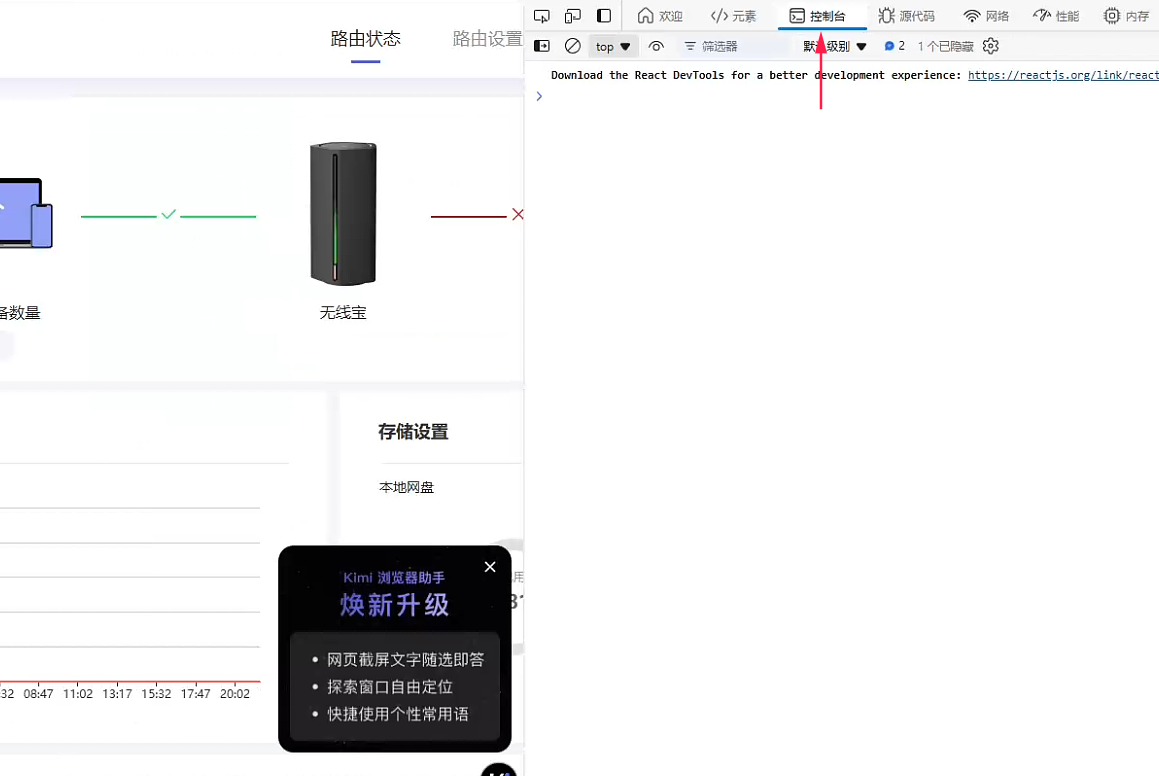 路由状态
路由设置
备数量
无线宝
存储设置
本地网盘
:32 08:47 11:02 13:17 15:32 17:47 20:02
Kimi 浏览器助手
焕新升级
• 网页截屏文字随选即答
• 探索窗口自由定位
• 快捷使用个性常用语
用
欢迎
</> 元素
控制台
源代码
网络
性能
内存
top
筛选器
默 级别
2
1 个已隐藏
Download the React DevTools for a better development experience: https://reactjs.org/link/react